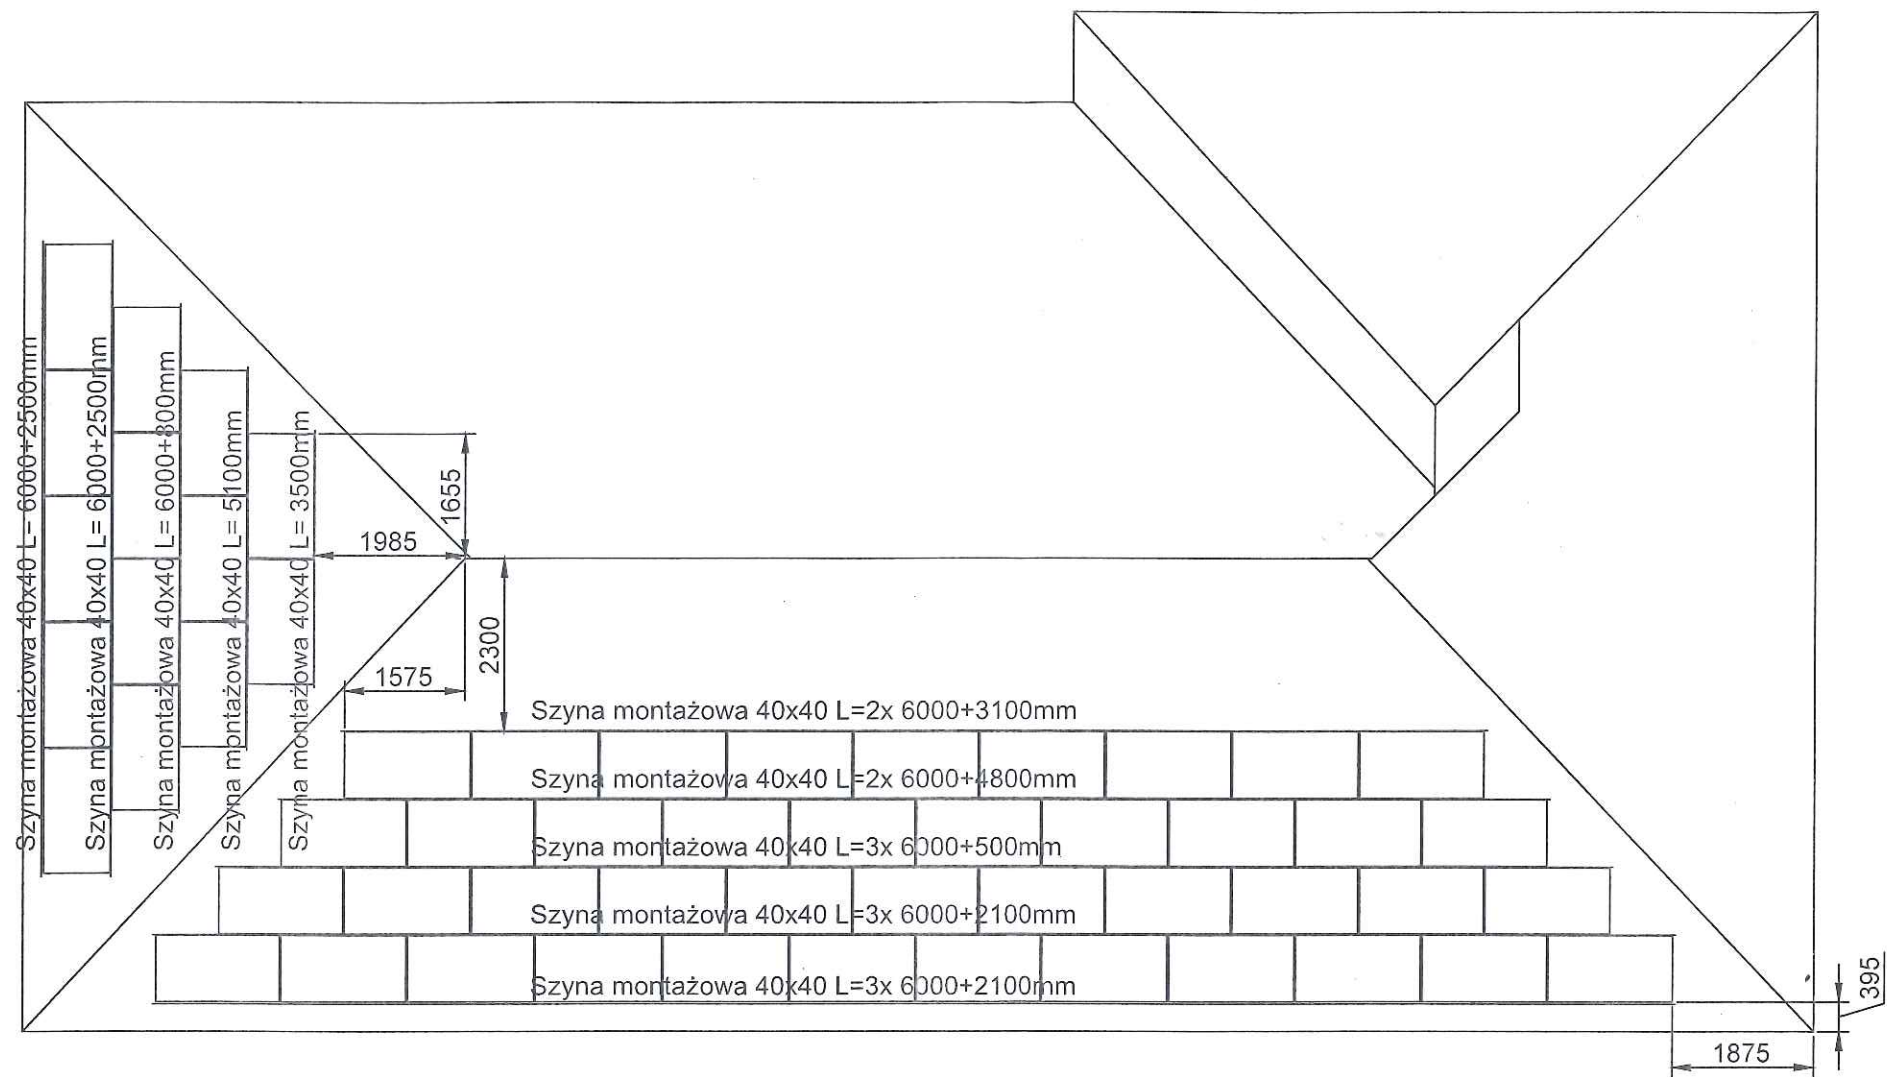 Szyna montażowa 40x40 L= 6000+2500mm
Szyna montażowa 40x40 L= 6000+2500mm
Szyna montażowa 40x40 L= 6000+800mm
Szyna montażowa 40x40 L= 5100mm
Szyna montażowa 40x40 L= 3500mm
1655
1985
1575
2300
Szyna montażowa 40x40 L=2x 6000+3100mm
Szyna montażowa 40x40 L=2x 6000+4800mm
Szyna montażowa 40x40 L=3x 6000+500mm
Szyna montażowa 40x40 L=3x 6000+2100mm
Szyna montażowa 40x40 L=3x 6000+2100mm
395
1875